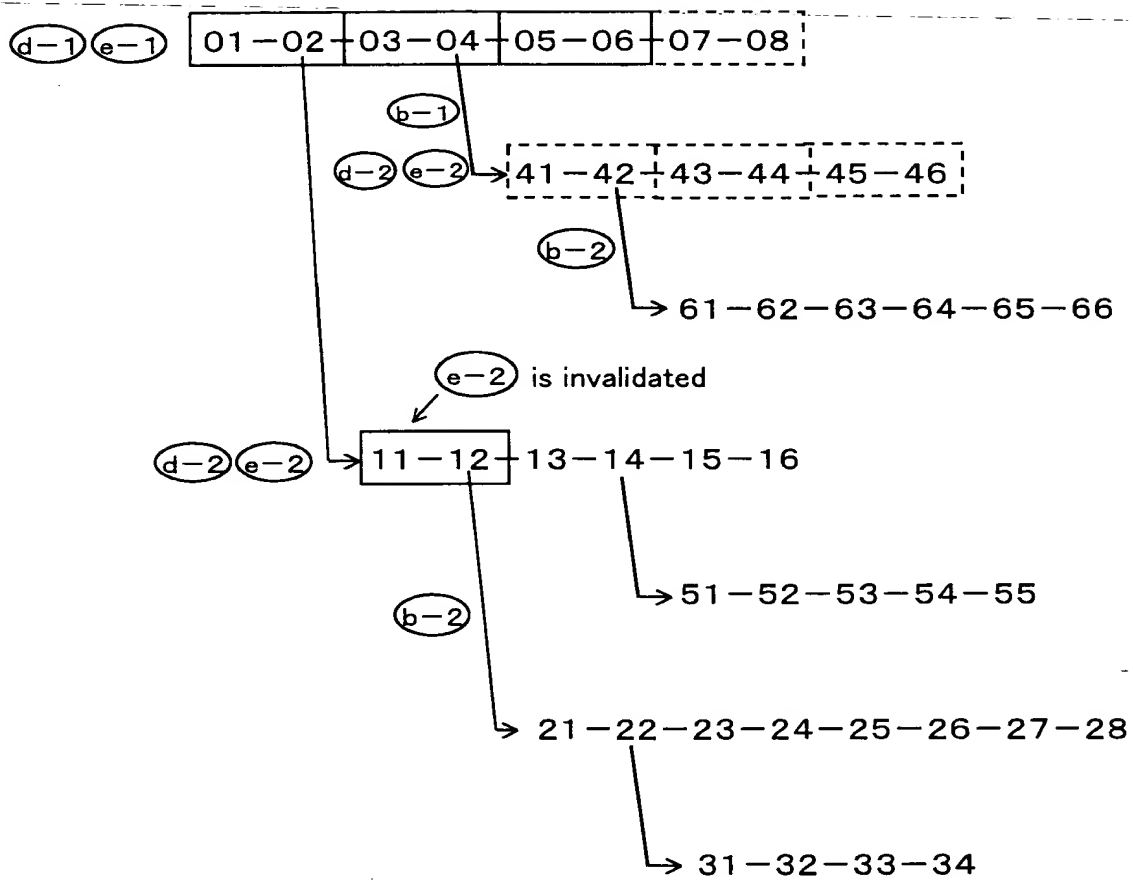 d-1 e-1 01-02-03-04-05-06-07-08
b-1
d-2 e-2 41-42-43-44-45-46
b-2
61-62-63-64-65-66
e-2 is invalidated
d-2 e-2 11-12-13-14-15-16
51-52-53-54-55
b-2
21-22-23-24-25-26-27-28
31-32-33-34